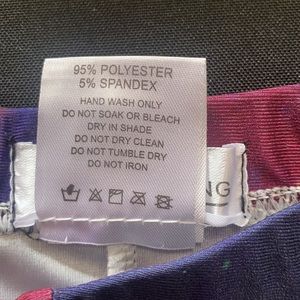 95% POLYESTER
5% SPANDEX
HAND WASH ONLY
DO NOT SOAK OR BLEACH
DRY IN SHADE
DO NOT DRY CLEAN
DO NOT TUMBLE DRY
DO NOT IRON
NG